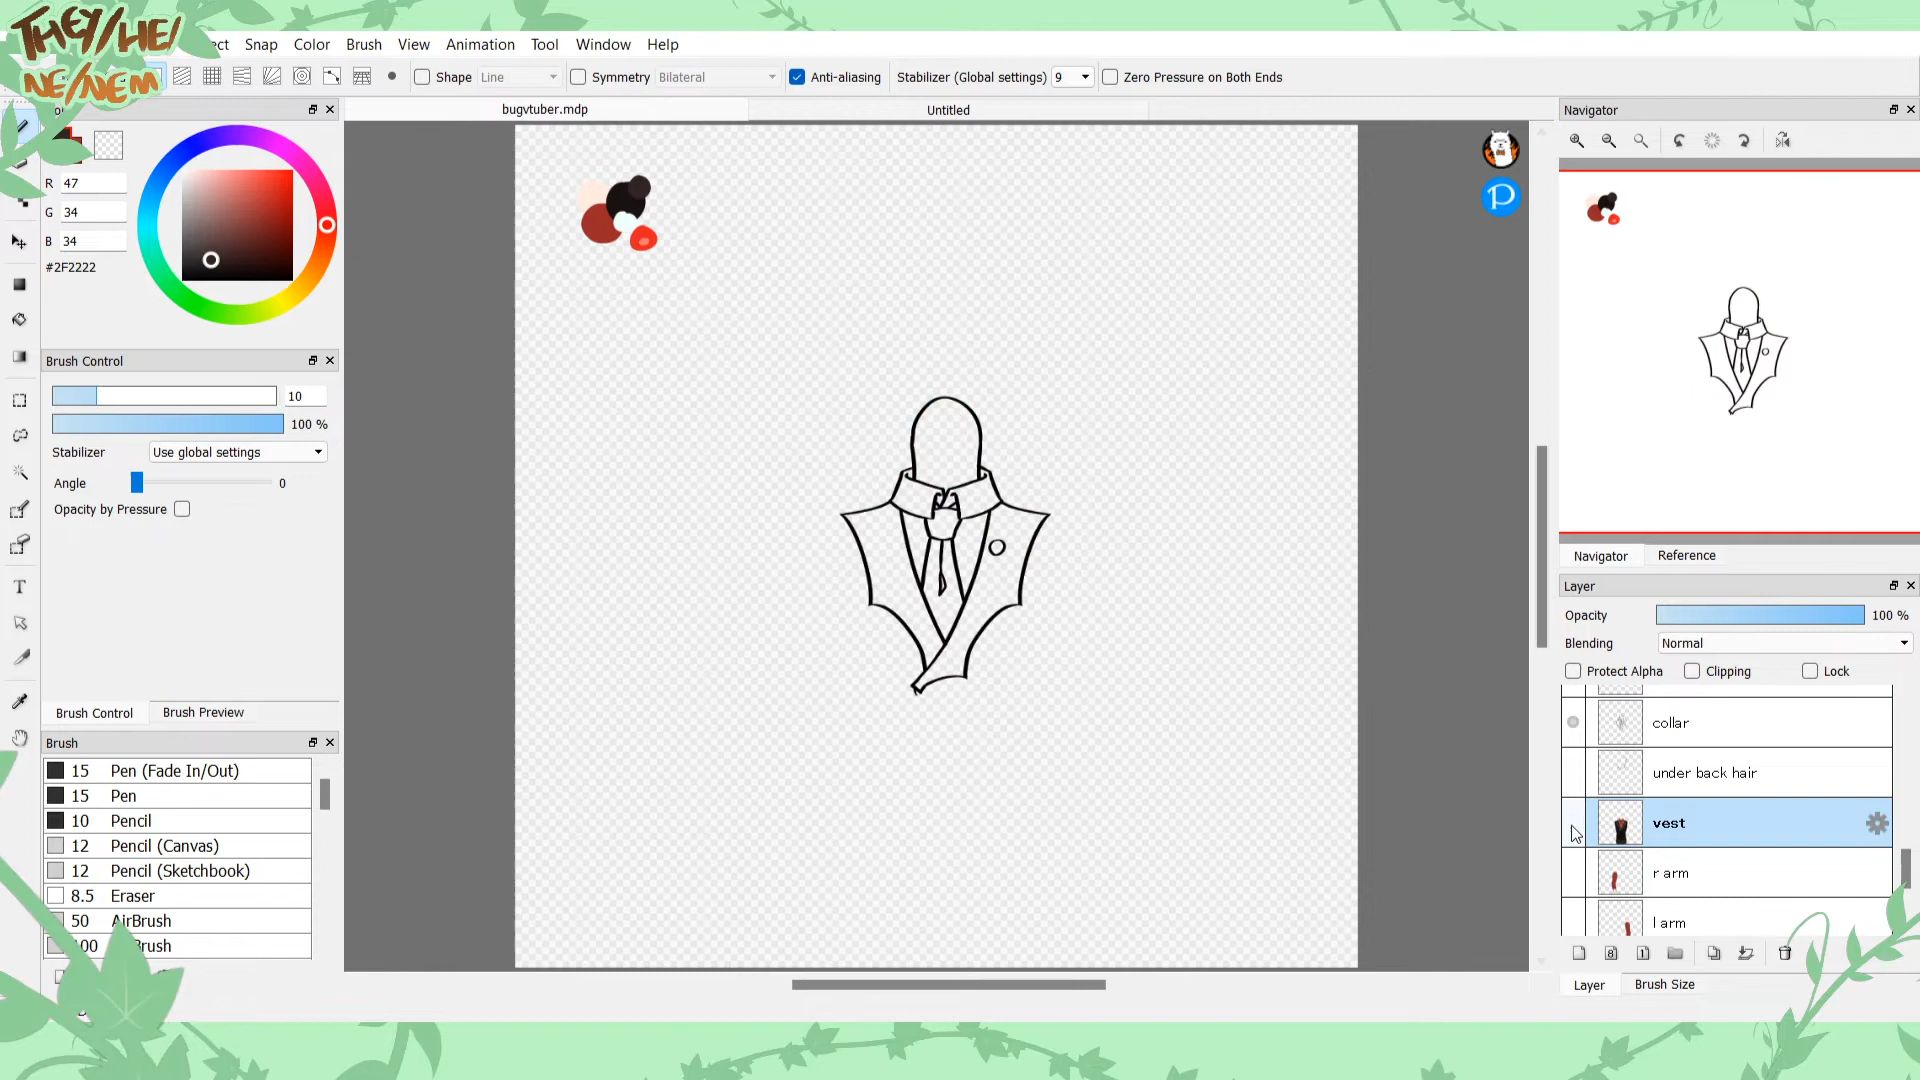 THEY/HE/
NE/NEM
ect Snap Color Brush View Animation Tool Window Help
Shape Line Symmetry Bilateral Anti-aliasing Stabilizer (Global settings) 9 Zero Pressure on Both Ends
bugvtuber.mdp Untitled
R 47
G 34
B 34
#2F2222
Brush Control
10
100 %
Stabilizer Use global settings
Angle 0
Opacity by Pressure
Brush Control Brush Preview
Brush
15 Pen (Fade In/Out)
15 Pen
10 Pencil
12 Pencil (Canvas)
12 Pencil (Sketchbook)
8.5 Eraser
50 AirBrush
100 Brush
P
Navigator
Navigator Reference
Layer
Opacity 100 %
Blending Normal
Protect Alpha Clipping Lock
collar
under back hair
vest
r arm
l arm
Layer Brush Size